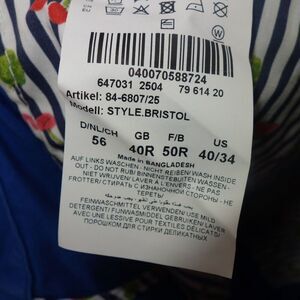 040070588724
647031 2504 79 614 20
Artikel: 84-6807/25
Modell: STYLE.BRISTOL
D/NL/CH GB F/B US
56 40R 50R 40/34
Made in BANGLADESH
AUF LINKS WASCHEN - NICHT REIBEN/WASH INSIDE
OUT - DO NOT RUB/BINNENSTEBUITEN WASSEN -
NIET WRIJVEN/ LAVER A L'ENVERS - NE PAS
FROTTER/ СТИРАТЬ С ИЗНАНОЧНОЙ СТОРОНЫ - НЕ
FEINWASCHMITTEL VERWENDEN/ USE MILD
DETERGENT/ FIJNWASMIDDEL GEBRUIKEN/ LAVER
AVEC UNE LESSIVE POUR TEXTILES DÉLICATS/
ПОРОШКОМ ДЛЯ СТИРКИ ДЕЛИКАТНЫХ